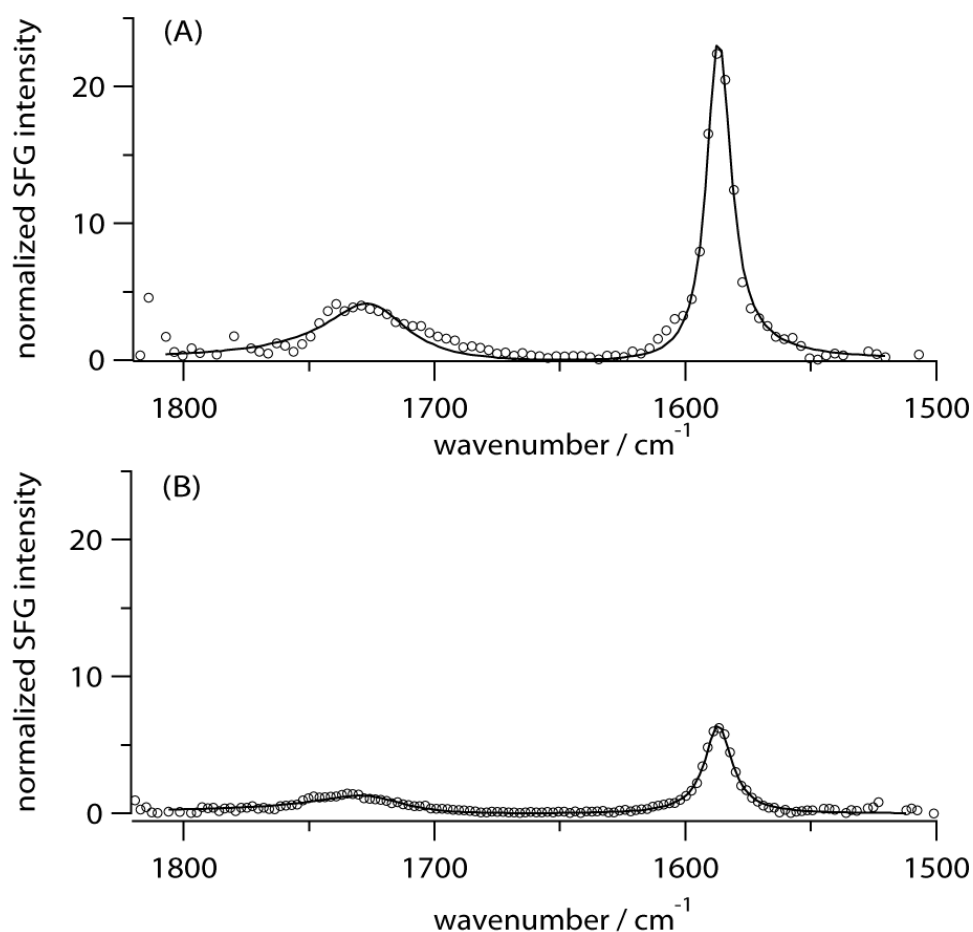 (A)
normalized SFG intensity
20
10
0
1800 1700 1600 1500
wavenumber / cm⁻¹
(B)
normalized SFG intensity
20
10
0
1800 1700 1600 1500
wavenumber / cm⁻¹